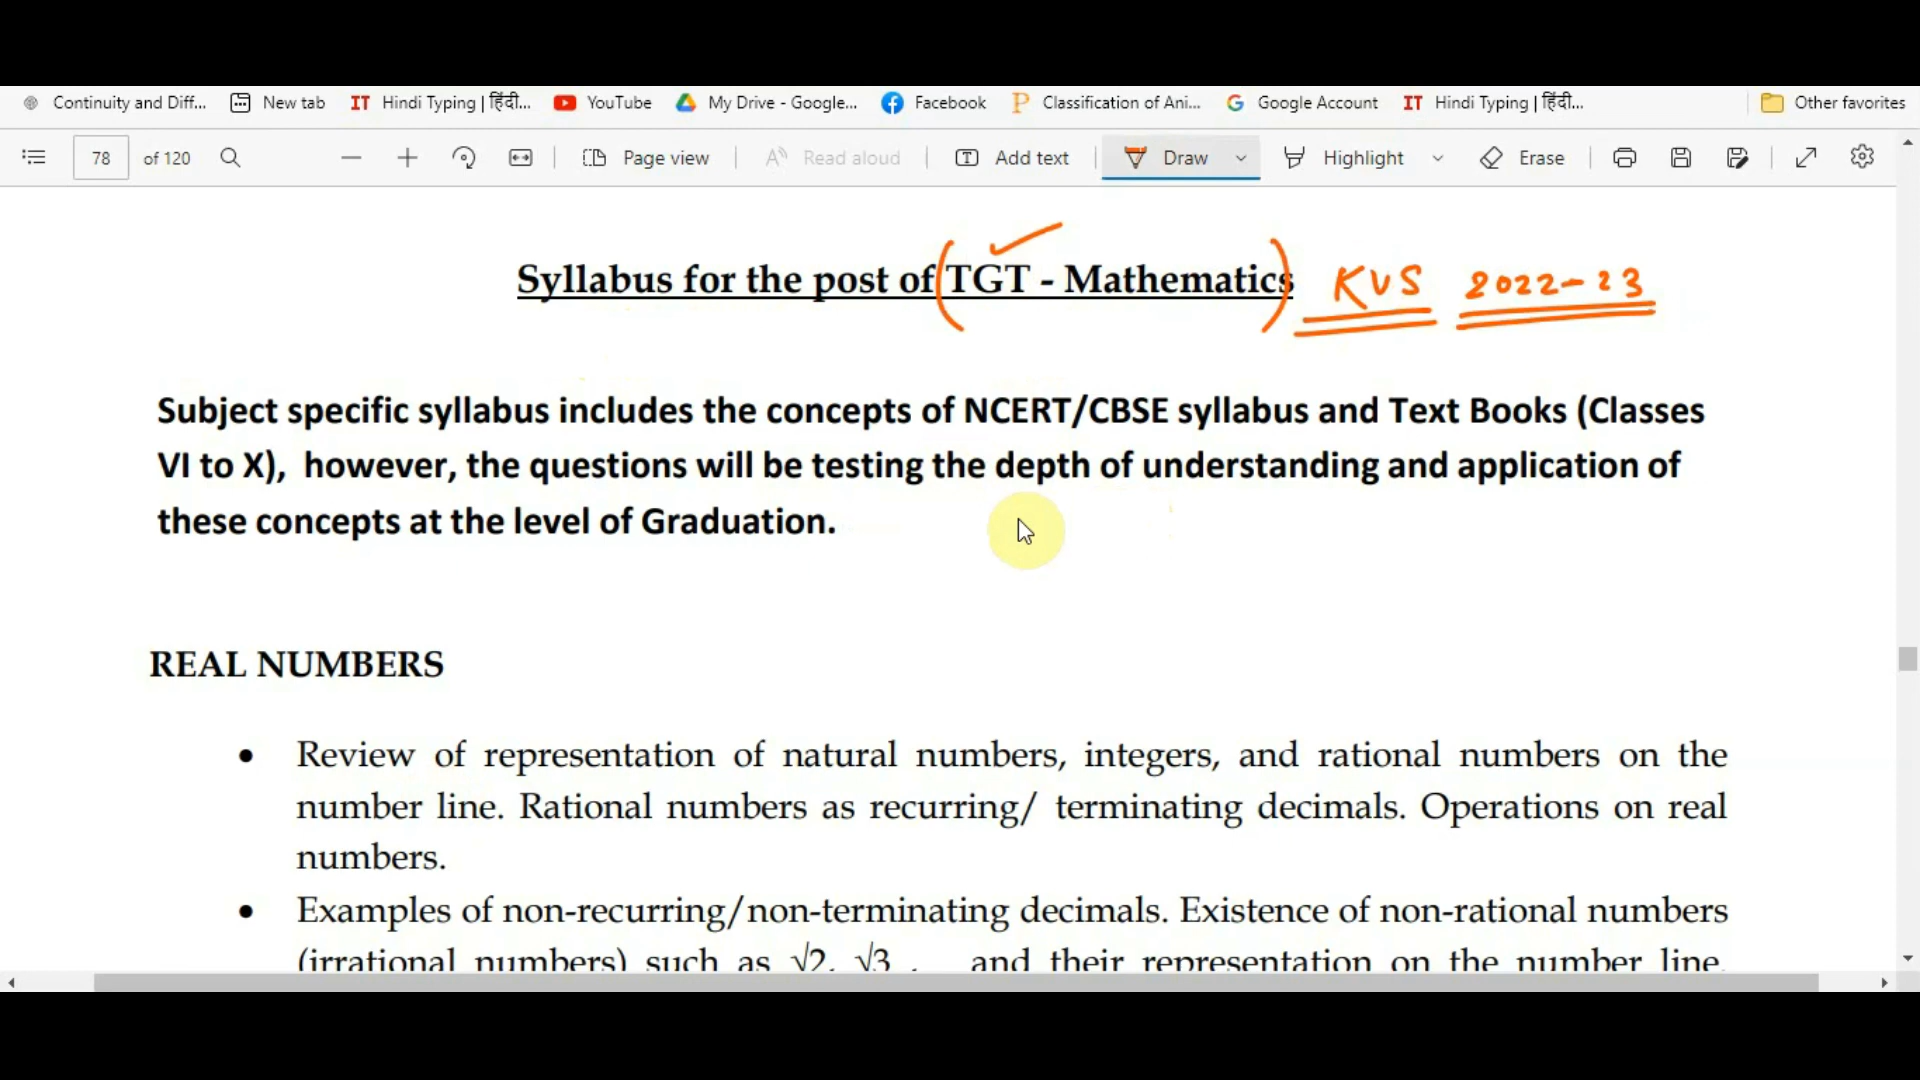 Continuity and Diff... New tab IT Hindi Typing | हिंदी... YouTube My Drive - Google... Facebook Classification of Ani... Google Account IT Hindi Typing | हिंदी... Other favorites
78 of 120 Page view Read aloud Add text Draw Highlight Erase
Syllabus for the post of (TGT - Mathematics) KVS 2022-23
Subject specific syllabus includes the concepts of NCERT/CBSE syllabus and Text Books (Classes
VI to X), however, the questions will be testing the depth of understanding and application of
these concepts at the level of Graduation.
REAL NUMBERS
• Review of representation of natural numbers, integers, and rational numbers on the
number line. Rational numbers as recurring/ terminating decimals. Operations on real
numbers.
• Examples of non-recurring/non-terminating decimals. Existence of non-rational numbers
(irrational numbers) such as √2, √3 , and their representation on the number line.